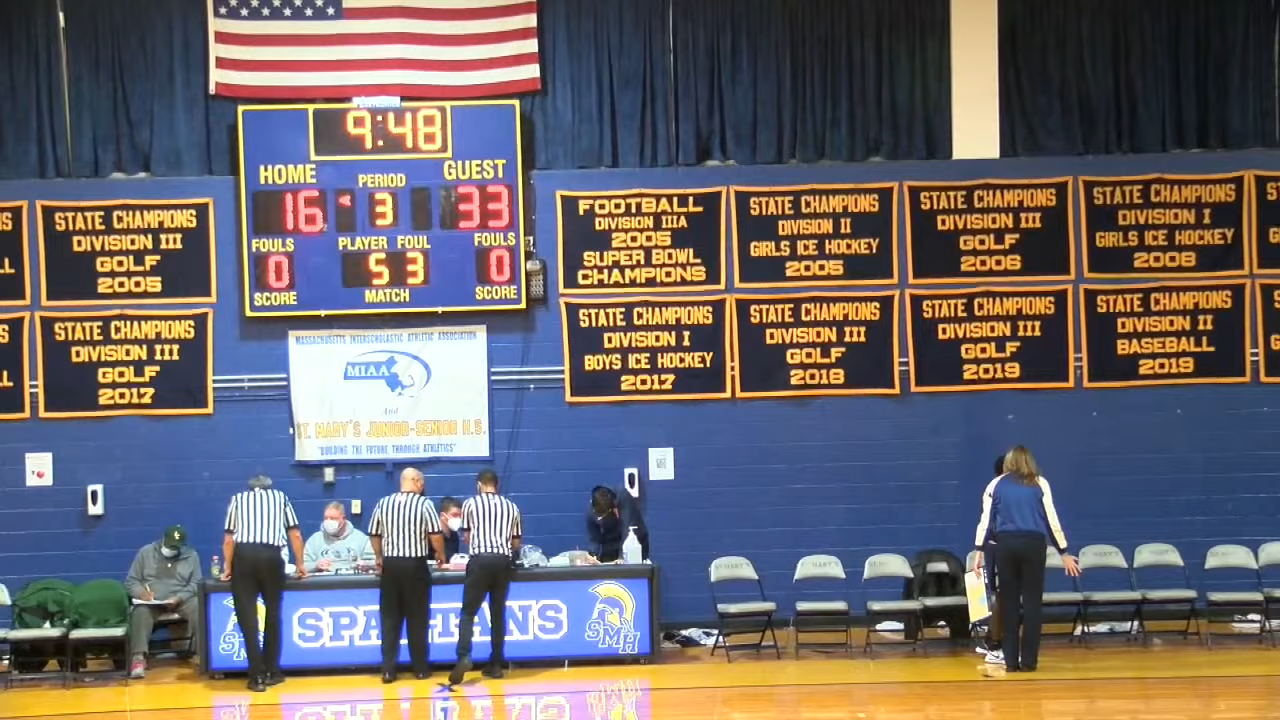 9:48
HOME
GUEST
PERIOD
16
3
33
FOULS
PLAYER FOUL
FOULS
0
53
0
SCORE
MATCH
SCORE
STATE CHAMPIONS
DIVISION III
GOLF
2005
STATE CHAMPIONS
DIVISION III
GOLF
2017
FOOTBALL
DIVISION IIIA
2005
SUPER BOWL
CHAMPIONS
STATE CHAMPIONS
DIVISION II
GIRLS ICE HOCKEY
2005
STATE CHAMPIONS
DIVISION III
GOLF
2006
STATE CHAMPIONS
DIVISION I
GIRLS ICE HOCKEY
2008
STATE CHAMPIONS
DIVISION I
BOYS ICE HOCKEY
2017
STATE CHAMPIONS
DIVISION III
GOLF
2018
STATE CHAMPIONS
DIVISION III
GOLF
2019
STATE CHAMPIONS
DIVISION II
BASEBALL
2019
MASSACHUSETTS INTERSCHOLASTIC ATHLETIC ASSOCIATION
MIAA
And
ST. MARY'S JUNIOR-SENIOR H.S.
"BUILDING THE FUTURE THROUGH ATHLETICS"
SPARTANS
SMH